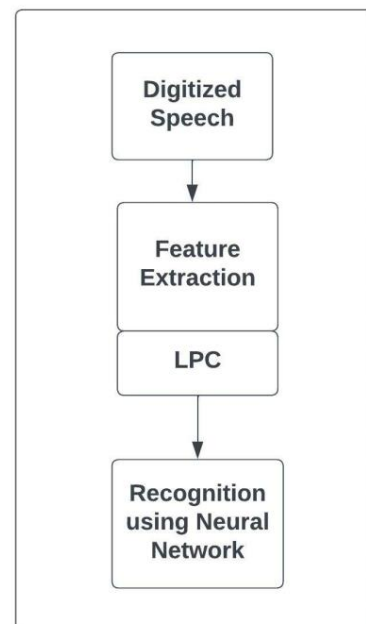 Digitized
Speech
Feature
Extraction
LPC
Recognition
using Neural
Network